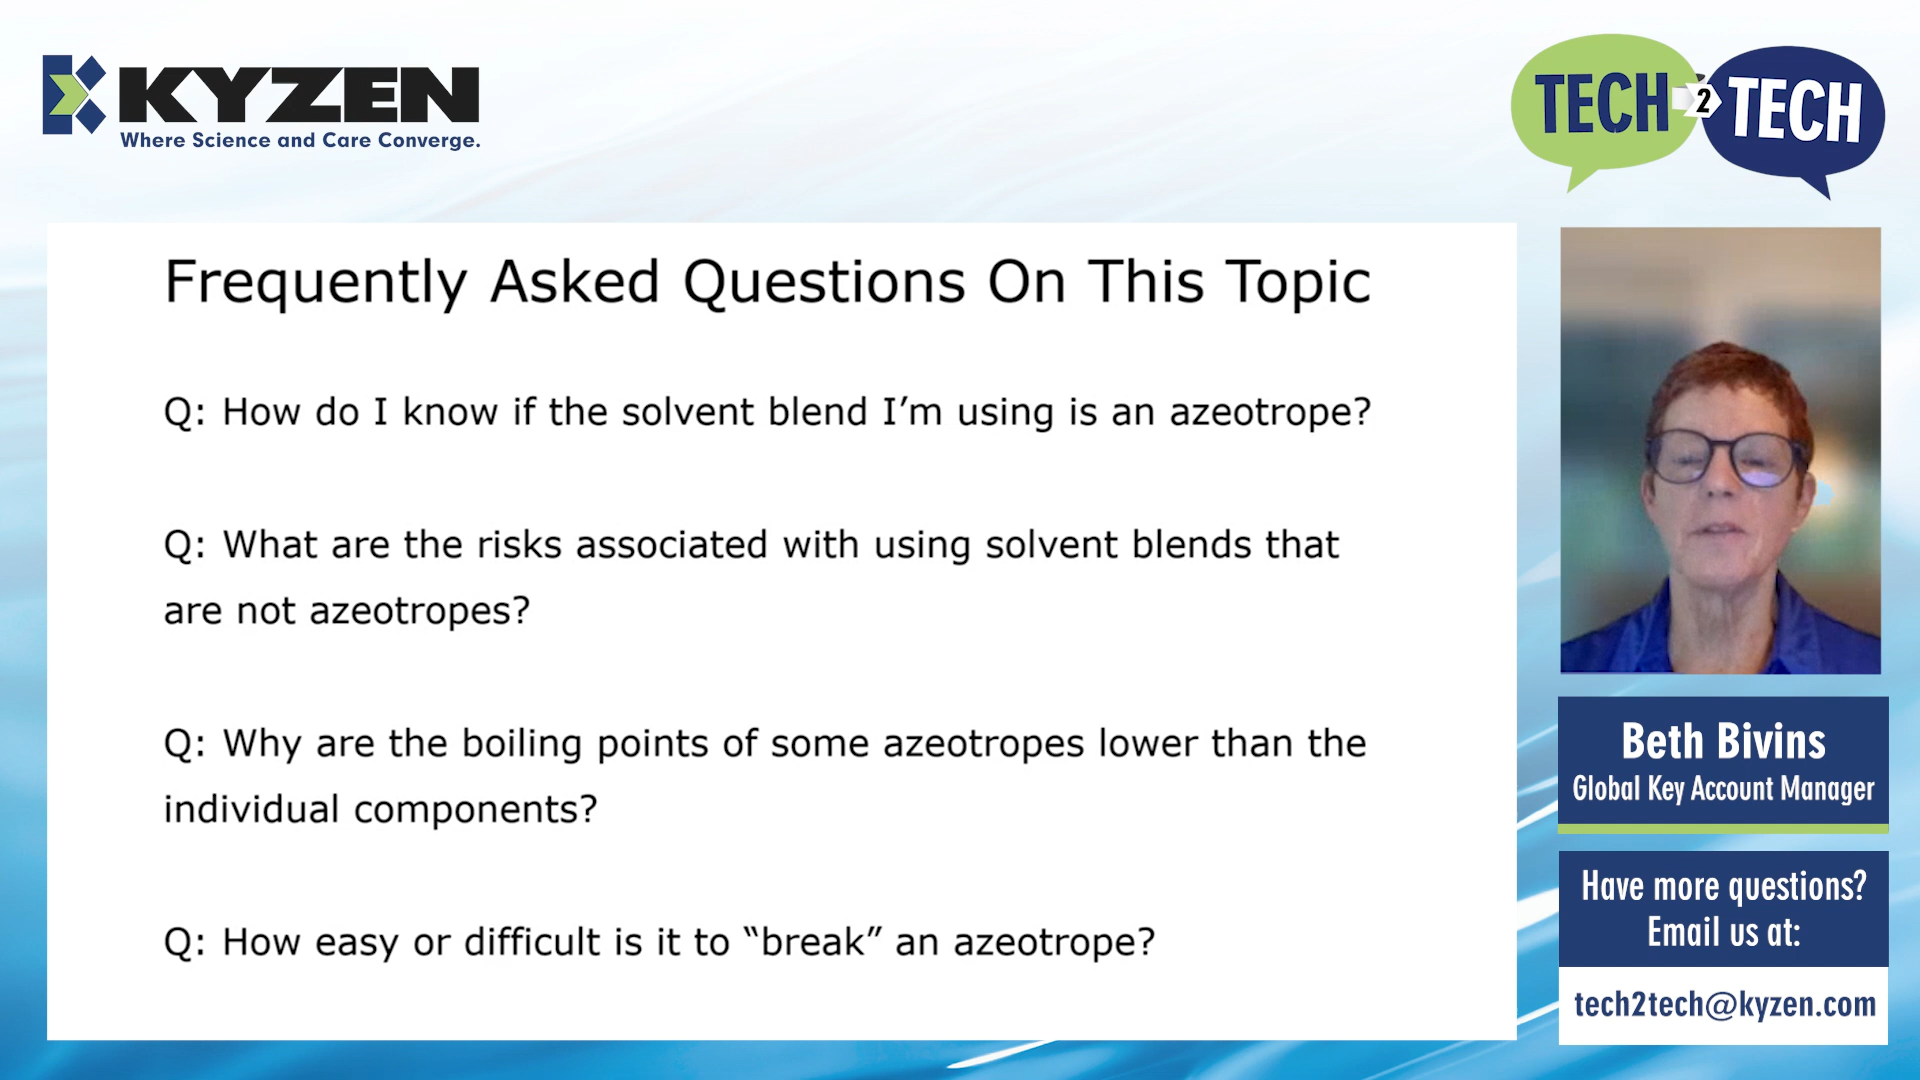 KYZEN
Where Science and Care Converge.
TECH 2 TECH
Frequently Asked Questions On This Topic
Q: How do I know if the solvent blend I’m using is an azeotrope?
Q: What are the risks associated with using solvent blends that
are not azeotropes?
Q: Why are the boiling points of some azeotropes lower than the
individual components?
Q: How easy or difficult is it to “break” an azeotrope?
Beth Bivins
Global Key Account Manager
Have more questions?
Email us at:
tech2tech@kyzen.com